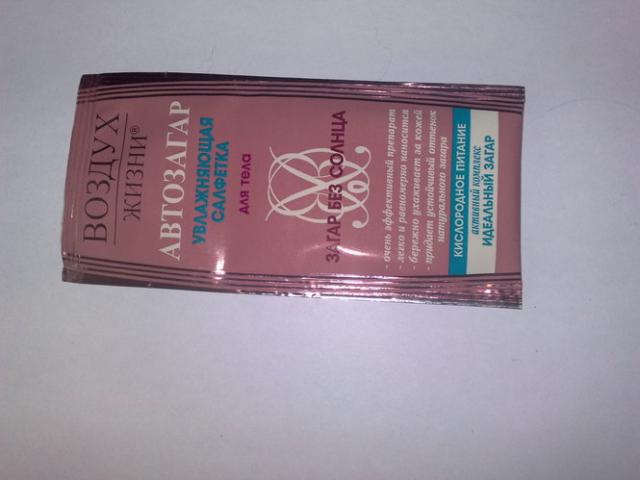 ВОЗДУХ
ЖИЗНИ®
АВТОЗАГАР
УВЛАЖНЯЮЩАЯ
САЛФЕТКА
ДЛЯ ТЕЛА
ЗАГАР БЕЗ СОЛНЦА
- очень эффективный препарат
- легко и равномерно наносится
- бережно ухаживает за кожей
- придает устойчивый оттенок
натурального загара
КИСЛОРОДНОЕ ПИТАНИЕ
активный комплекс
ИДЕАЛЬНЫЙ ЗАГАР